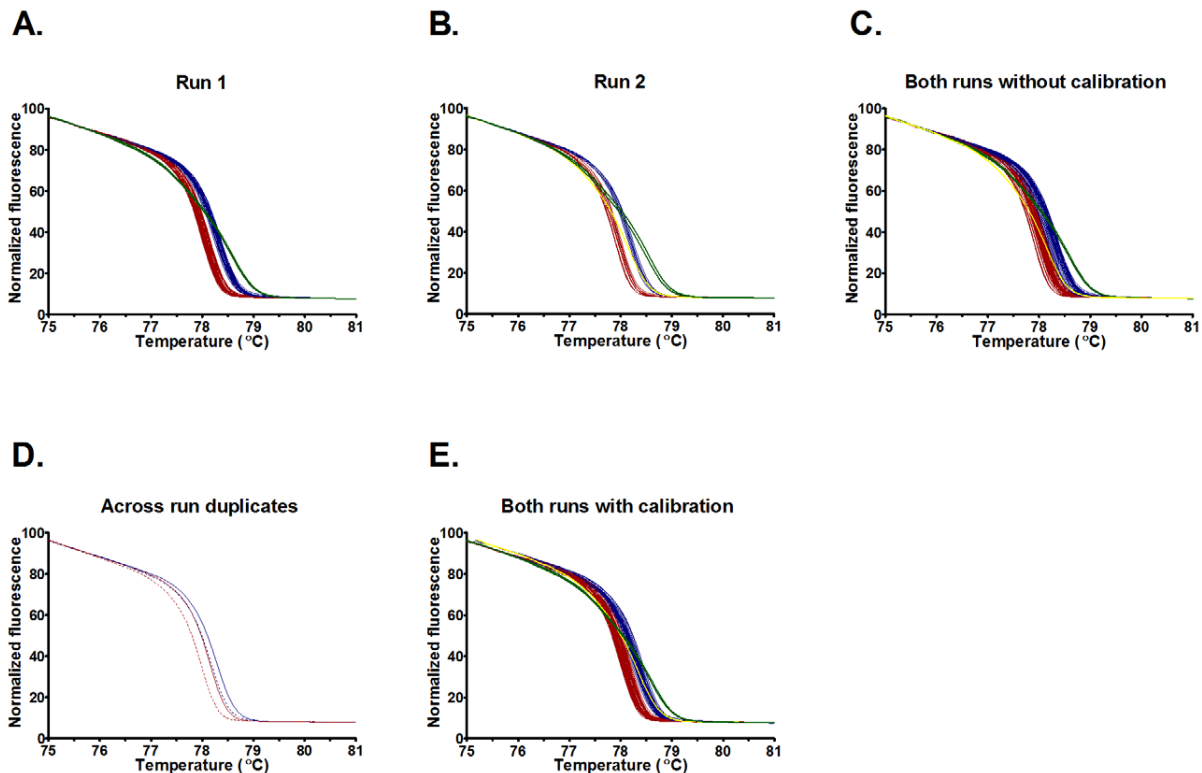 A.
Run 1
Normalized fluorescence
100
80
60
40
20
0
75 76 77 78 79 80 81
Temperature (°C)
B.
Run 2
Normalized fluorescence
100
80
60
40
20
0
75 76 77 78 79 80 81
Temperature (°C)
C.
Both runs without calibration
Normalized fluorescence
100
80
60
40
20
0
75 76 77 78 79 80 81
Temperature (°C)
D.
Across run duplicates
Normalized fluorescence
100
80
60
40
20
0
75 76 77 78 79 80 81
Temperature (°C)
E.
Both runs with calibration
Normalized fluorescence
100
80
60
40
20
0
75 76 77 78 79 80 81
Temperature (°C)